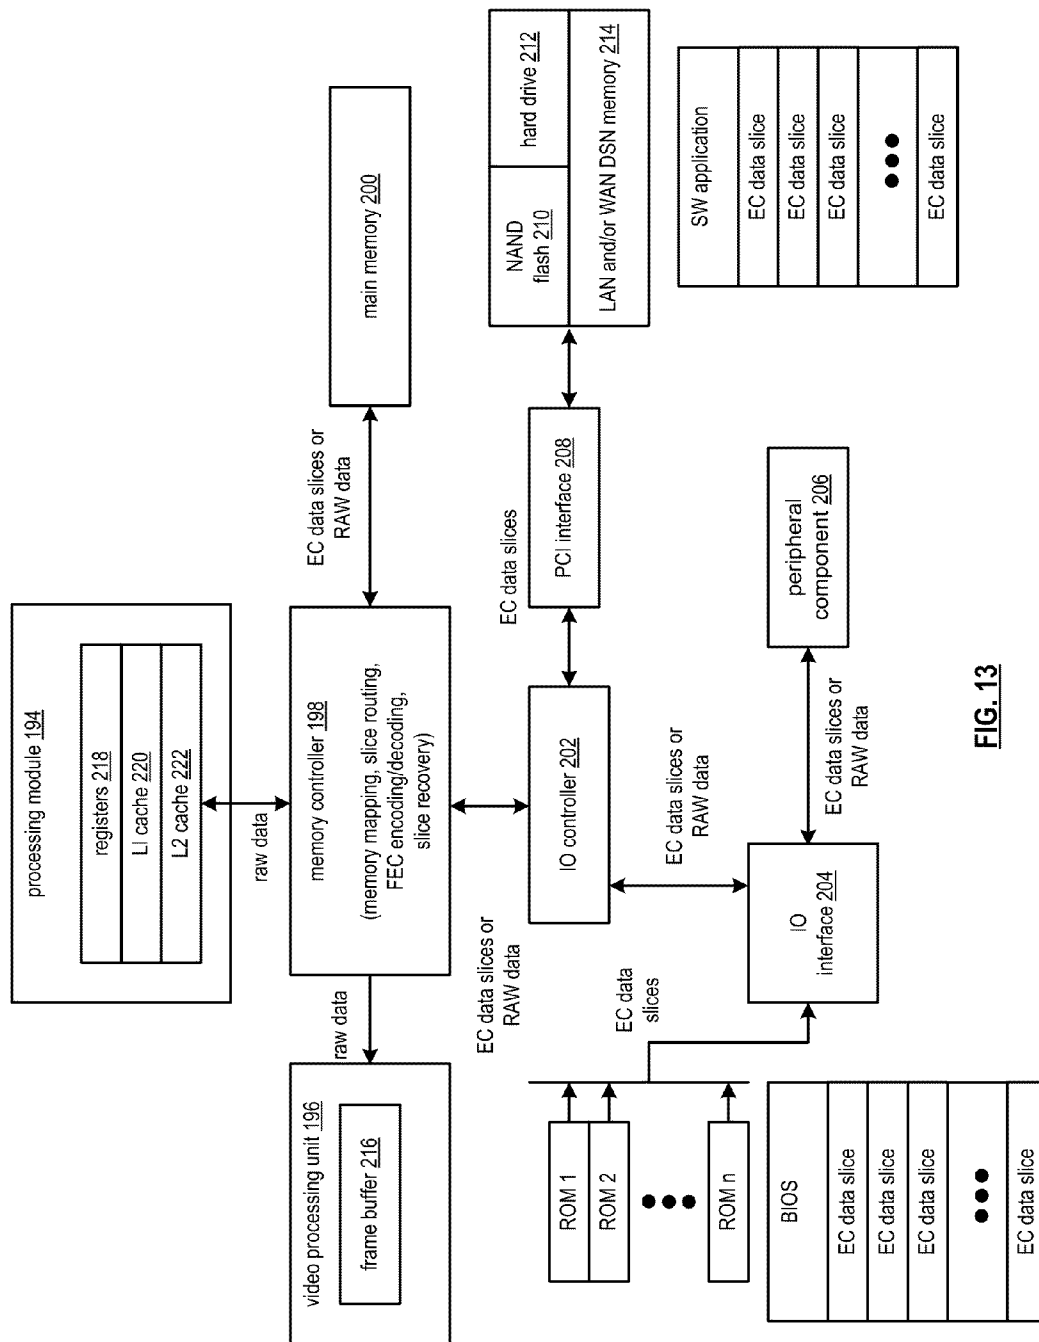 processing module 194
registers 218
LI cache 220
L2 cache 222
raw data
video processing unit 196
frame buffer 216
raw data
memory controller 198
(memory mapping, slice routing,
FEC encoding/decoding,
slice recovery)
EC data slices or
RAW data
main memory 200
EC data slices or
RAW data
IO controller 202
EC data slices
PCI interface 208
NAND
flash 210
hard drive 212
LAN and/or WAN DSN memory 214
ROM 1
ROM 2
ROM n
EC data
slices
EC data slices or
RAW data
IO
interface 204
EC data slices or
RAW data
peripheral
component 206
BIOS
EC data slice
EC data slice
EC data slice
EC data slice
SW application
EC data slice
EC data slice
EC data slice
EC data slice
FIG. 13